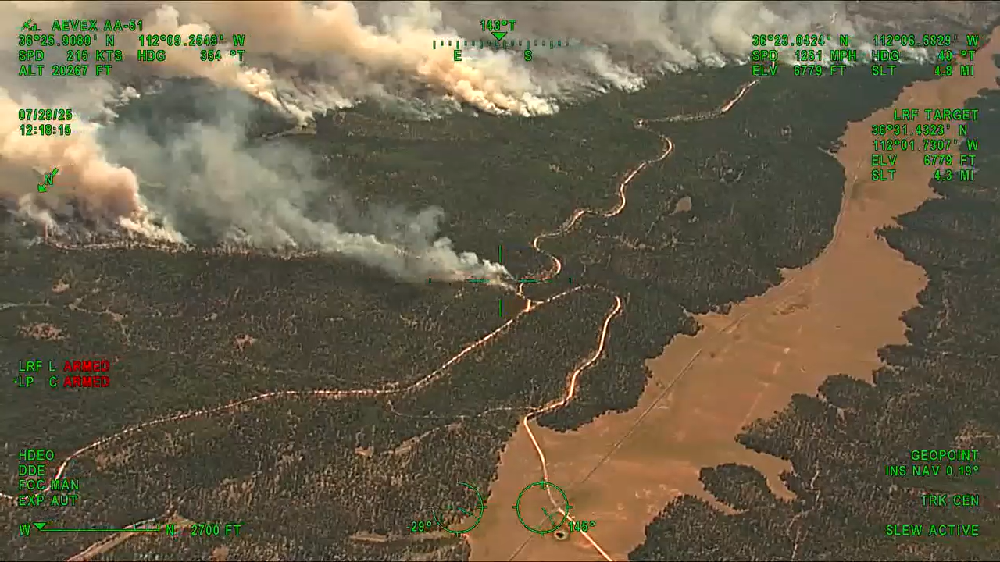 AEVEX AA-51
36°25.9089' N 112°09.2549' W
SPD 215 KTS HDG 354 °T
ALT 20267 FT
07/29/25
12:18:15
N
143°T
E S
36°23.0424' N 112°06.5829' W
SPD 1251 MPH HDG 40 °T
ELV 6779 FT SLT 4.8 MI
LRF TARGET
36°31.4323' N
112°01.7307' W
ELV 6779 FT
SLT 4.3 MI
LRF L ARMED
LP C ARMED
HDEO
DDE
FOC MAN
EXP AUT
W N 2700 FT
-29° 145°
GEOPOINT
INS NAV 0.19°
TRK CEN
SLEW ACTIVE